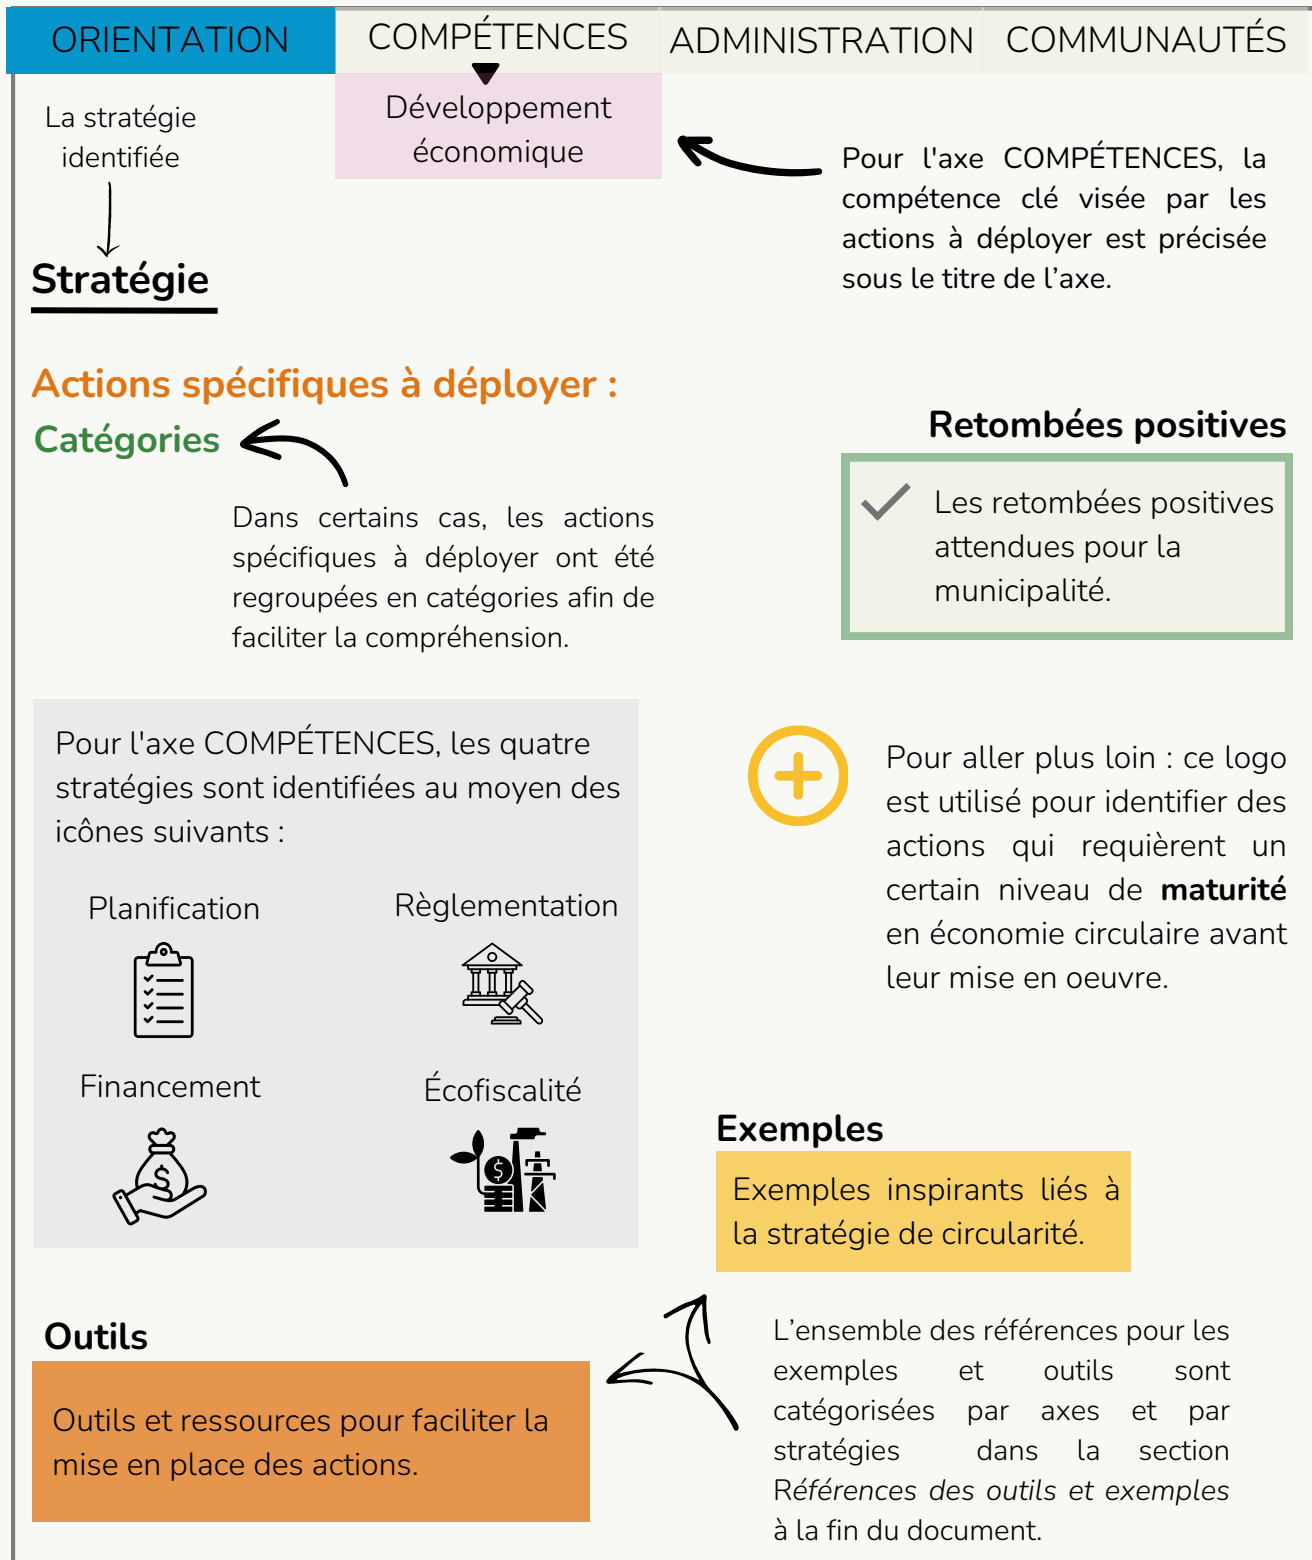 ORIENTATION
COMPÉTENCES
ADMINISTRATION
COMMUNAUTÉS
Développement
économique
La stratégie
identifiée
Pour l'axe COMPÉTENCES, la
compétence clé visée par les
actions à déployer est précisée
sous le titre de l’axe.
Stratégie
Actions spécifiques à déployer :
Catégories
Dans certains cas, les actions
spécifiques à déployer ont été
regroupées en catégories afin de
faciliter la compréhension.
Retombées positives
Les retombées positives
attendues pour la
municipalité.
Pour l'axe COMPÉTENCES, les quatre
stratégies sont identifiées au moyen des
icônes suivants :
Planification
Règlementation
Financement
Écofiscalité
Pour aller plus loin : ce logo
est utilisé pour identifier des
actions qui requièrent un
certain niveau de maturité
en économie circulaire avant
leur mise en oeuvre.
Exemples
Exemples inspirants liés à
la stratégie de circularité.
Outils
Outils et ressources pour faciliter la
mise en place des actions.
L’ensemble des références pour les
exemples et outils sont
catégorisées par axes et par
stratégies dans la section
Références des outils et exemples
à la fin du document.